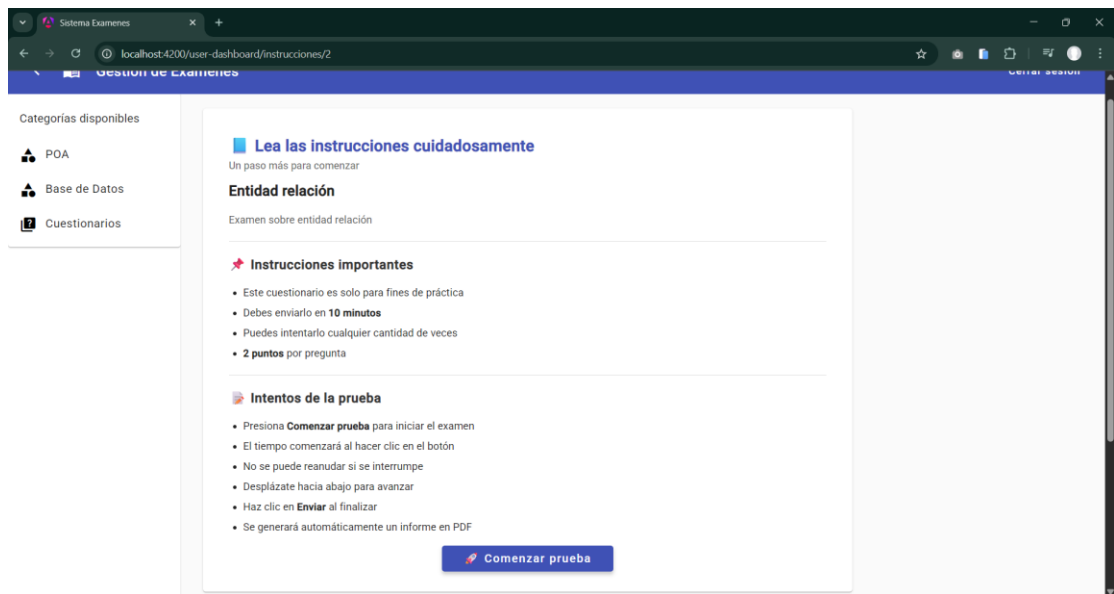 Sistema Examenes
localhost:4200/user-dashboard/instrucciones/2
Gestión de Exámenes
Cerrar sesión
Categorías disponibles
POA
Base de Datos
Cuestionarios
Lea las instrucciones cuidadosamente
Un paso más para comenzar
Entidad relación
Examen sobre entidad relación
Instrucciones importantes
• Este cuestionario es solo para fines de práctica
• Debes enviarlo en 10 minutos
• Puedes intentarlo cualquier cantidad de veces
• 2 puntos por pregunta
Intentos de la prueba
• Presiona Comenzar prueba para iniciar el examen
• El tiempo comenzará al hacer clic en el botón
• No se puede reanudar si se interrumpe
• Desplázate hacia abajo para avanzar
• Haz clic en Enviar al finalizar
• Se generará automáticamente un informe en PDF
Comenzar prueba